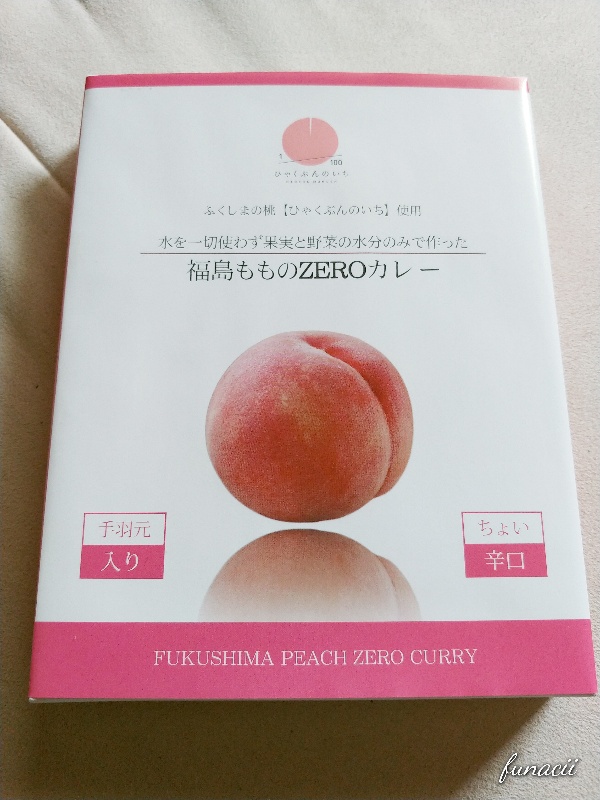 1
100
ひゃくぶんのいち
ふくしまの桃【ひゃくぶんのいち】使用
水を一切使わず果実と野菜の水分のみで作った
福島もものZEROカレー
手羽元
入り
ちょい
辛口
FUKUSHIMA PEACH ZERO CURRY
funacii